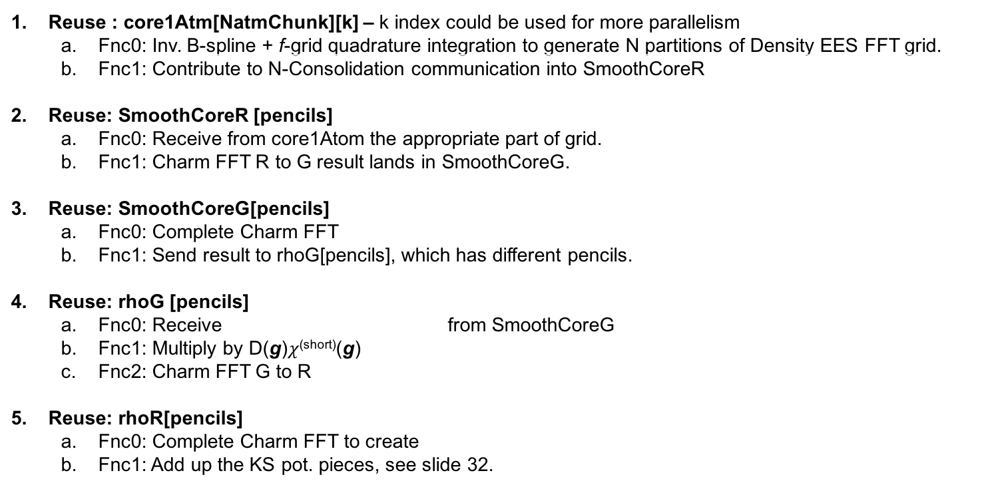 1. Reuse : core1Atm[NatmChunk][k] – k index could be used for more parallelism
a. Fnc0: Inv. B-spline + f-grid quadrature integration to generate N partitions of Density EES FFT grid.
b. Fnc1: Contribute to N-Consolidation communication into SmoothCoreR
2. Reuse: SmoothCoreR [pencils]
a. Fnc0: Receive from core1Atom the appropriate part of grid.
b. Fnc1: Charm FFT R to G result lands in SmoothCoreG.
3. Reuse: SmoothCoreG[pencils]
a. Fnc0: Complete Charm FFT
b. Fnc1: Send result to rhoG[pencils], which has different pencils.
4. Reuse: rhoG [pencils]
a. Fnc0: Receive from SmoothCoreG
b. Fnc1: Multiply by D(g)χ(short)(g)
c. Fnc2: Charm FFT G to R
5. Reuse: rhoR[pencils]
a. Fnc0: Complete Charm FFT to create
b. Fnc1: Add up the KS pot. pieces, see slide 32.